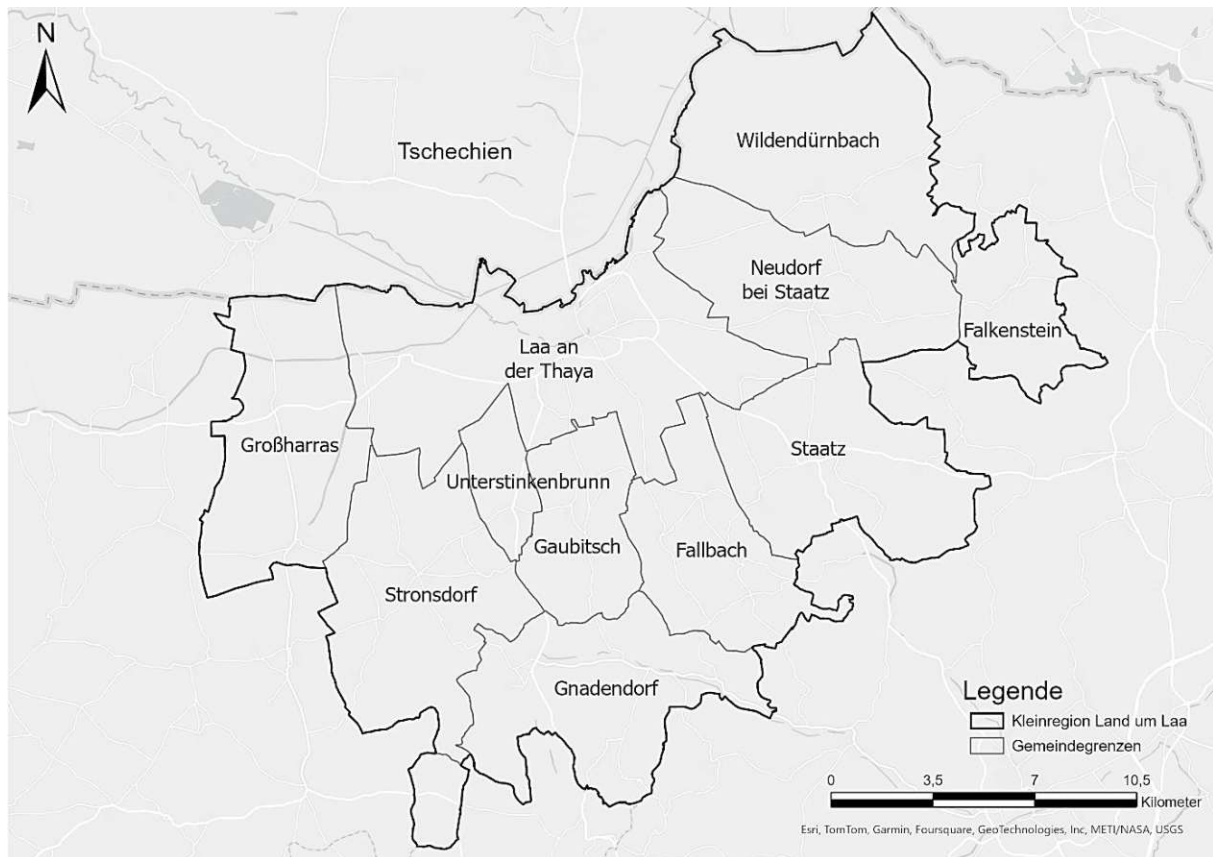 N
Tschechien
Wildendürnbach
Neudorf
bei Staatz
Falkenstein
Laa an
der Thaya
Großharras
Staatz
Unterstinkenbrunn
Gaubitsch
Fallbach
Stronsdorf
Gnadendorf
Legende
Kleinregion Land um Laa
Gemeindegrenzen
0 3,5 7 10,5
Kilometer
Esri, TomTom, Garmin, Foursquare, GeoTechnologies, Inc, METI/NASA, USGS